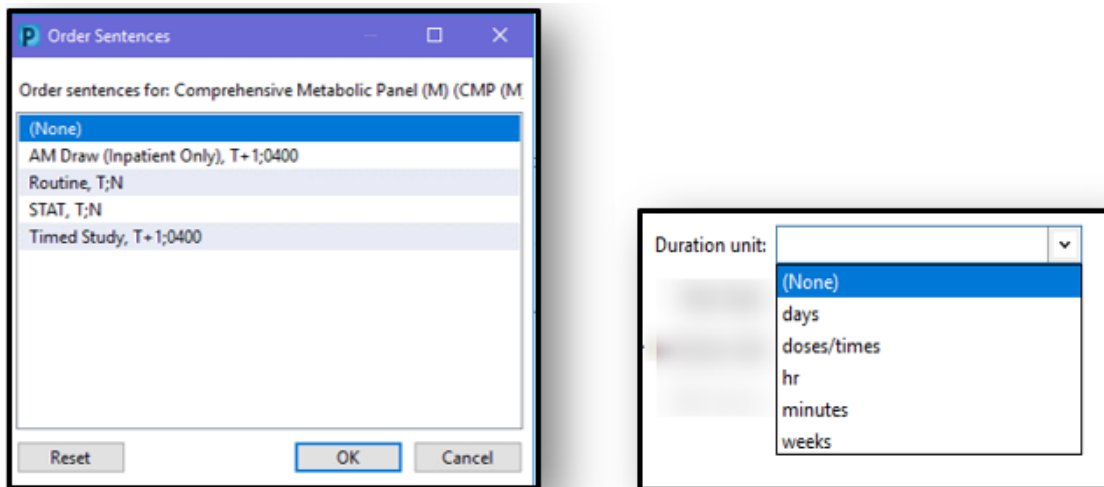 Order Sentences
Order sentences for: Comprehensive Metabolic Panel (M) (CMP (M
(None)
AM Draw (Inpatient Only), T+1;0400
Routine, T;N
STAT, T;N
Timed Study, T+1;0400
Reset OK Cancel
Duration unit:
(None)
days
doses/times
hr
minutes
weeks